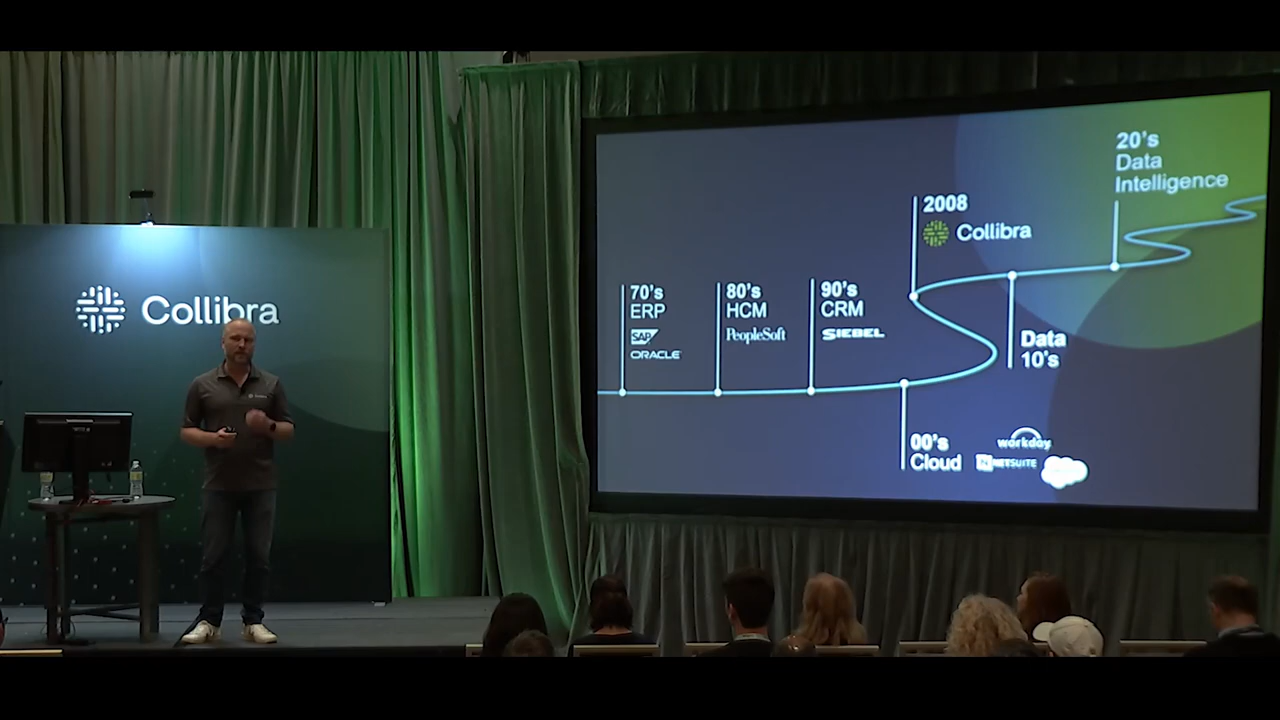 Collibra
70's
ERP
SAP
ORACLE
80's
HCM
PeopleSoft
90's
CRM
SIEBEL
2008
Collibra
00's
Cloud
workday
NETSUITE
Data
10's
20's
Data
Intelligence